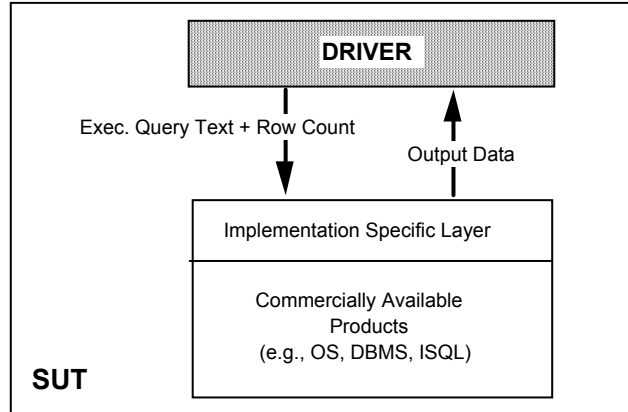 DRIVER
Exec. Query Text + Row Count
Output Data
Implementation Specific Layer
Commercially Available
Products
(e.g., OS, DBMS, ISQL)
SUT